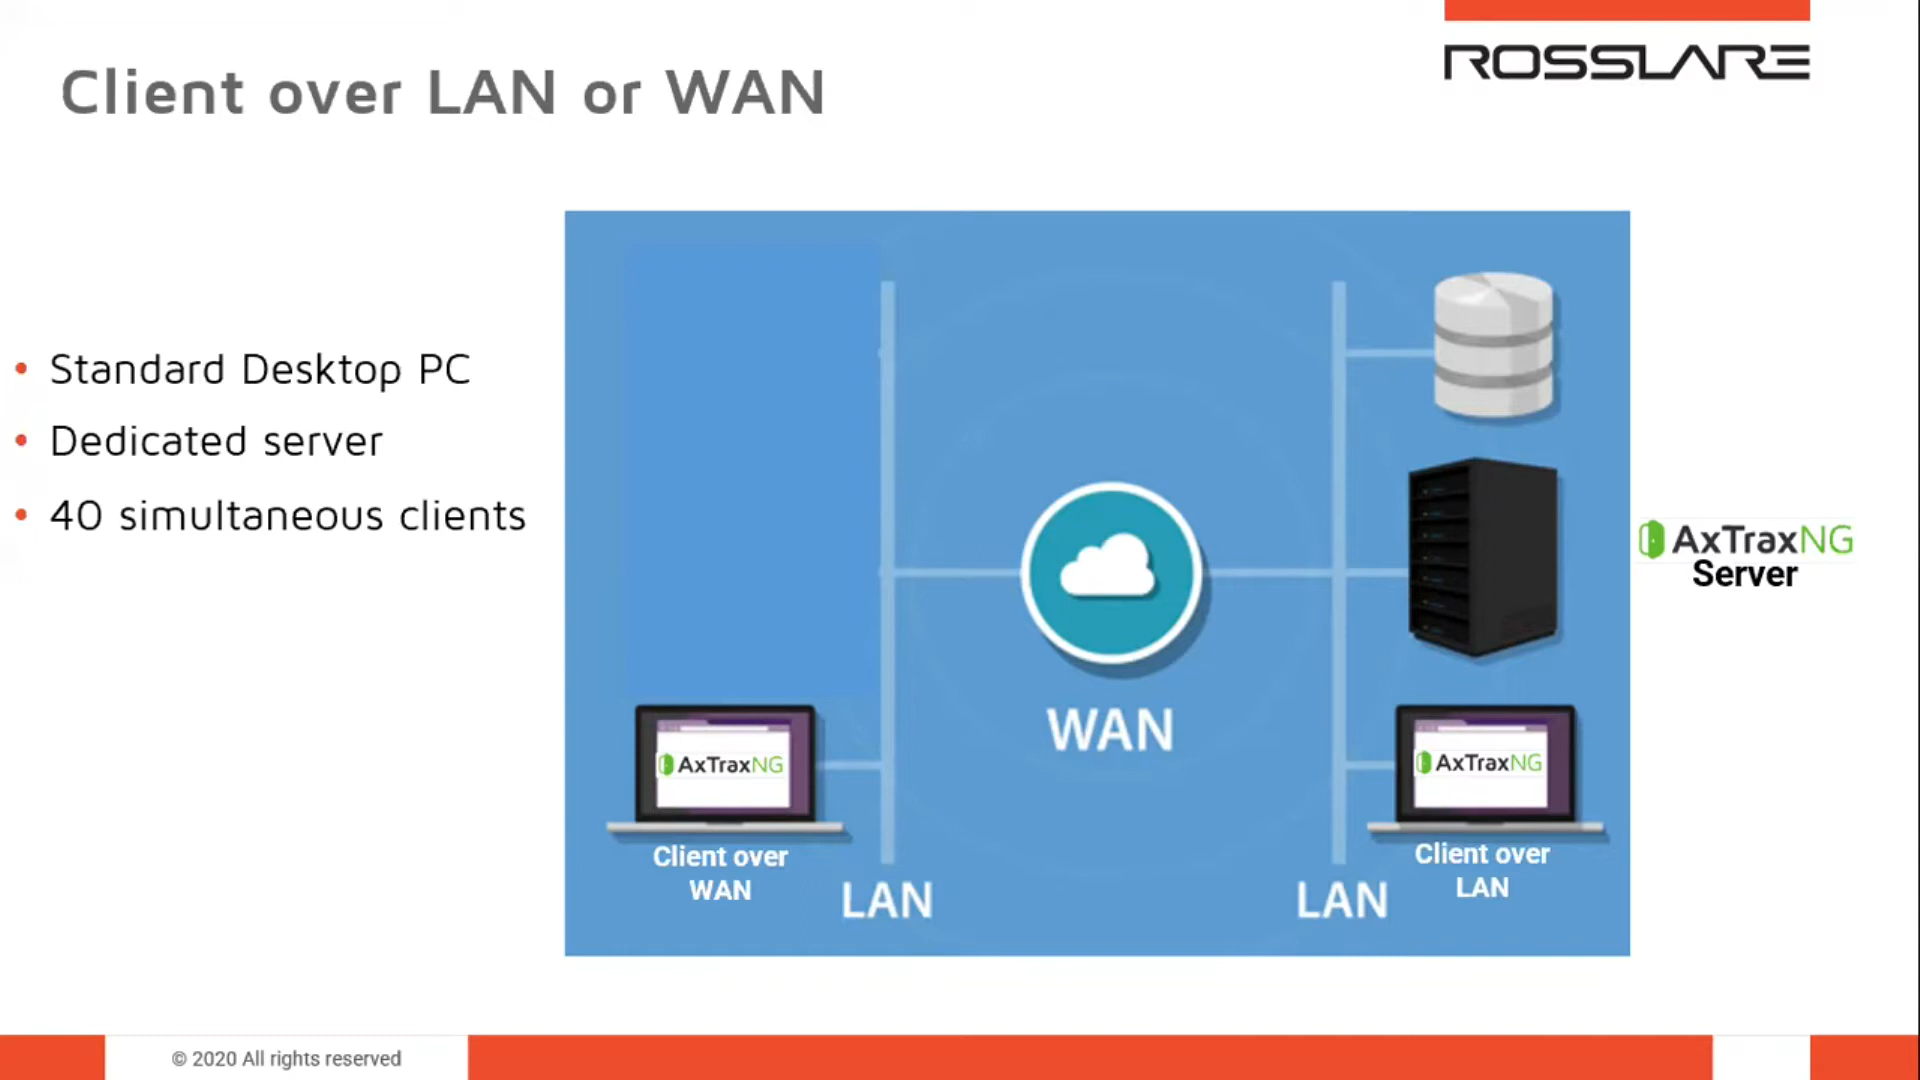 ROSSLARE
Client over LAN or WAN
• Standard Desktop PC
• Dedicated server
• 40 simultaneous clients
AxTraxNG
Server
WAN
AxTraxNG
Client over
WAN
LAN
LAN
AxTraxNG
Client over
LAN
© 2020 All rights reserved